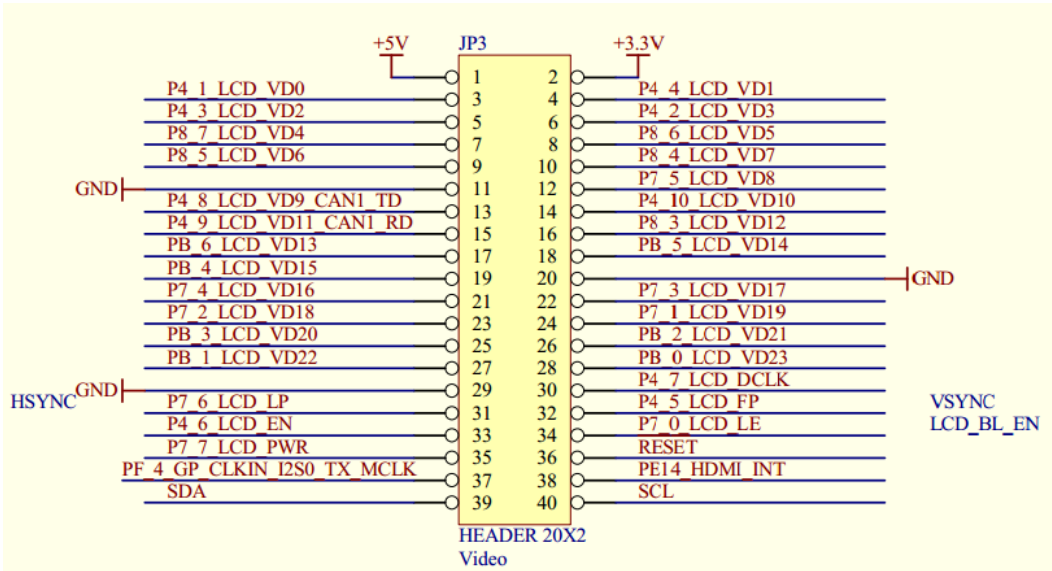 +5V JP3 +3.3V
1 2
P4_1_LCD_VD0 3 4 P4_4_LCD_VD1
P4_3_LCD_VD2 5 6 P4_2_LCD_VD3
P8_7_LCD_VD4 7 8 P8_6_LCD_VD5
P8_5_LCD_VD6 9 10 P8_4_LCD_VD7
GND 11 12 P7_5_LCD_VD8
P4_8_LCD_VD9_CAN1_TD 13 14 P4_10_LCD_VD10
P4_9_LCD_VD11_CAN1_RD 15 16 P8_3_LCD_VD12
PB_6_LCD_VD13 17 18 PB_5_LCD_VD14
PB_4_LCD_VD15 19 20 GND
P7_4_LCD_VD16 21 22 P7_3_LCD_VD17
P7_2_LCD_VD18 23 24 P7_1_LCD_VD19
PB_3_LCD_VD20 25 26 PB_2_LCD_VD21
PB_1_LCD_VD22 27 28 PB_0_LCD_VD23
GND 29 30 P4_7_LCD_DCLK
HSYNC P7_6_LCD_LP 31 32 P4_5_LCD_FP VSYNC
P4_6_LCD_EN 33 34 P7_0_LCD_LE LCD_BL_EN
P7_7_LCD_PWR 35 36 RESET
PF_4_GP_CLKIN_I2S0_TX_MCLK 37 38 PE14_HDMI_INT
SDA 39 40 SCL
HEADER 20X2
Video